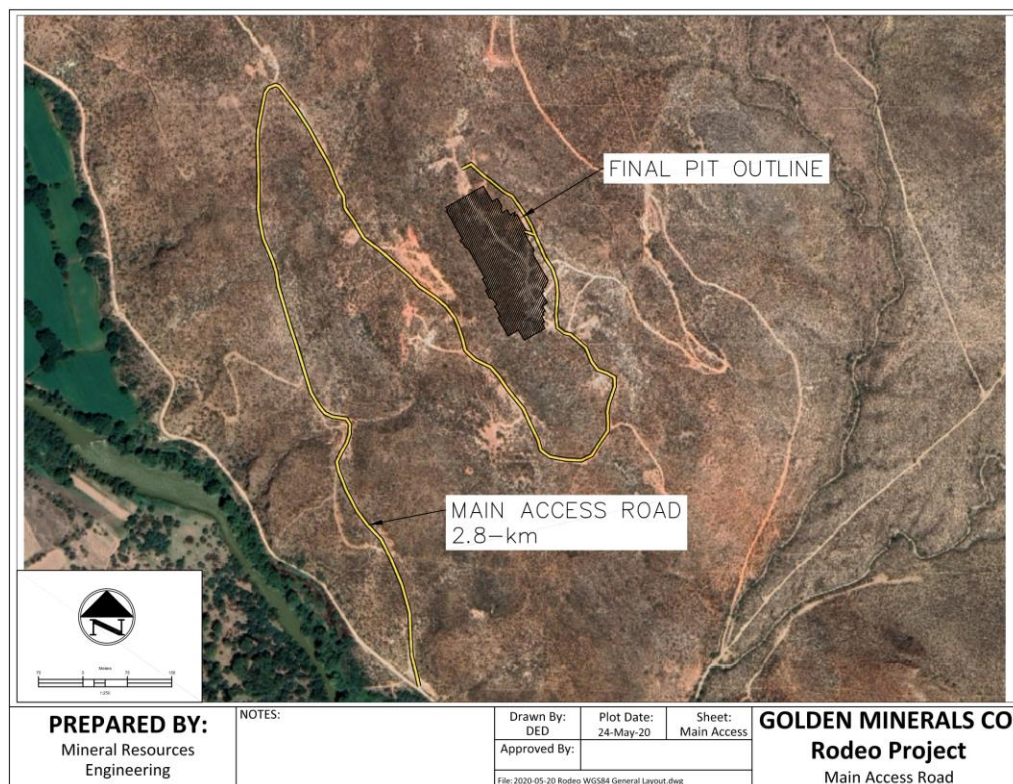 FINAL PIT OUTLINE
MAIN ACCESS ROAD
2.8-km
N
Meters
PREPARED BY:
Mineral Resources
Engineering
NOTES:
Drawn By:
DED
Plot Date:
24-May-20
Sheet:
Main Access
Approved By:
File: 2020-05-20 Rodeo WGS84 General Layout.dwg
GOLDEN MINERALS CO
Rodeo Project
Main Access Road